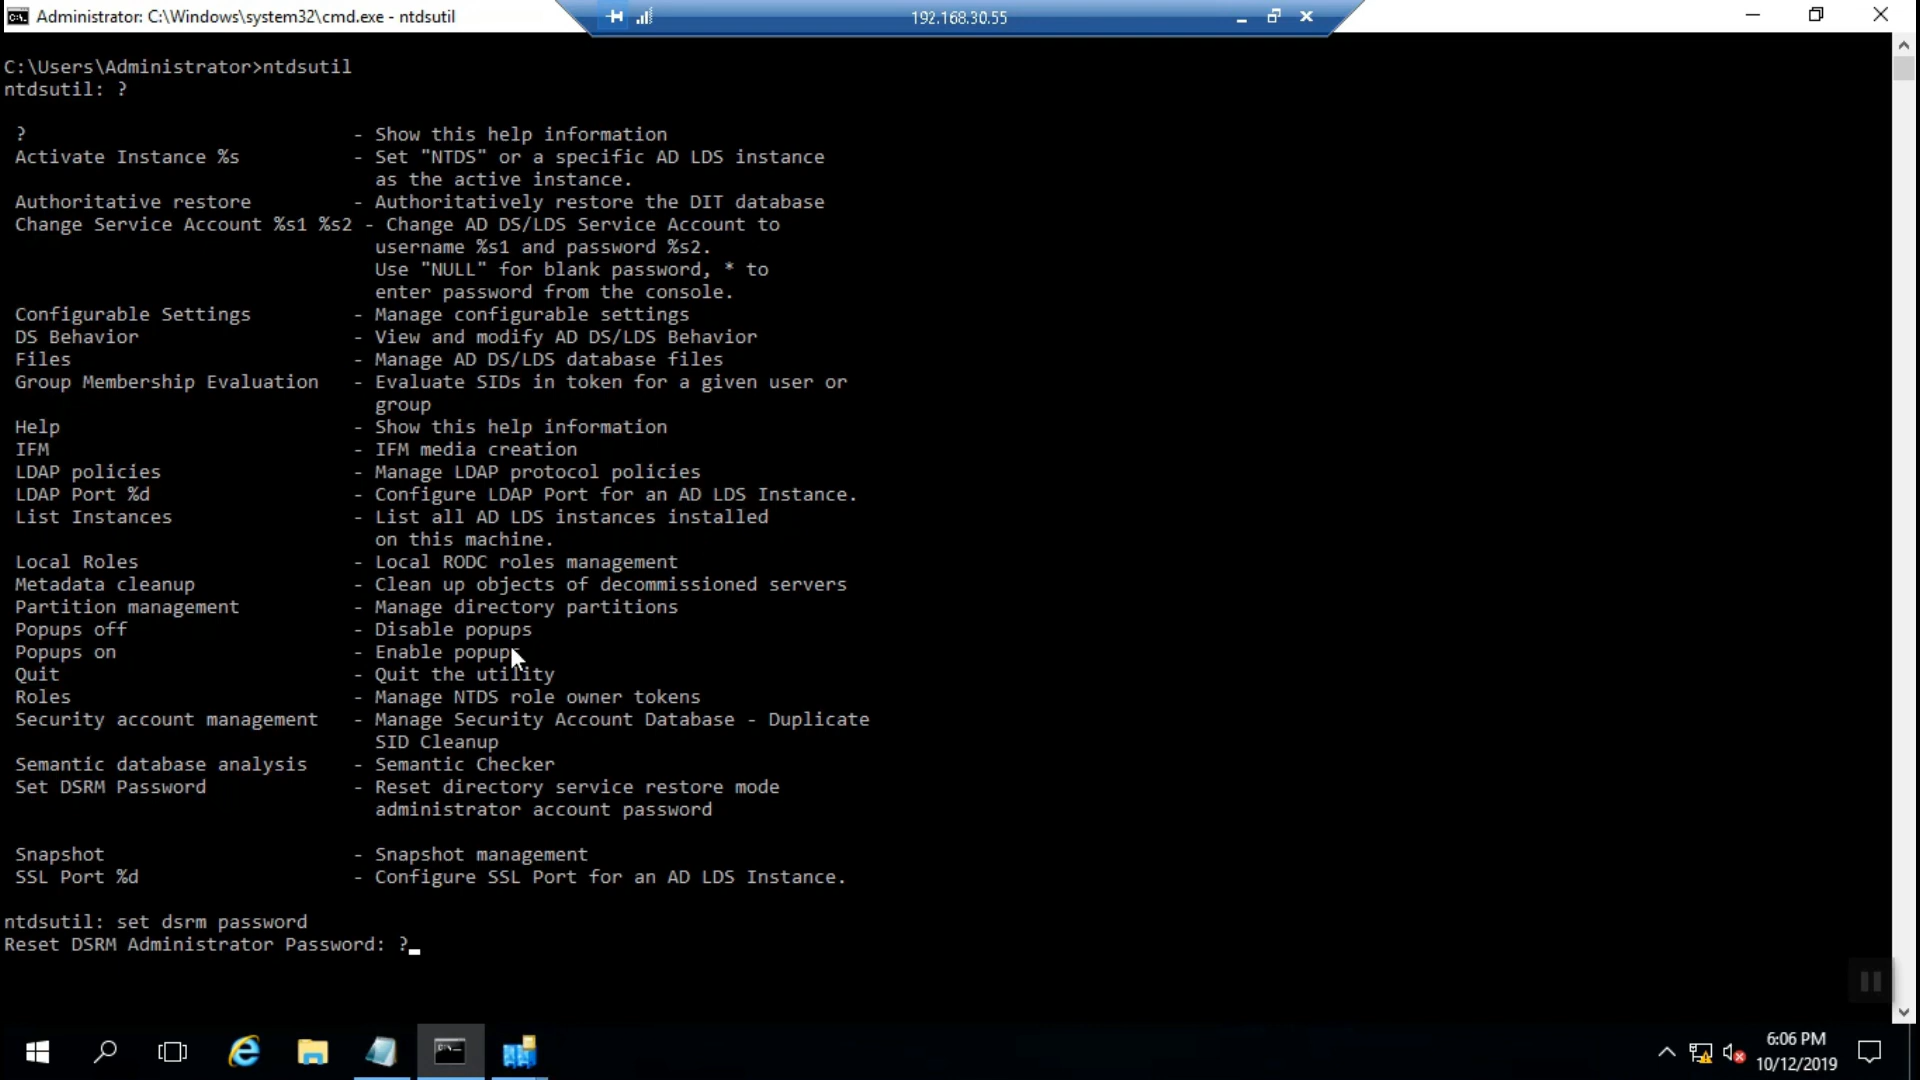 Administrator: C:\Windows\system32\cmd.exe - ntdsutil
192.168.30.55
C:\Users\Administrator>ntdsutil
ntdsutil: ?
? - Show this help information
Activate Instance %s - Set "NTDS" or a specific AD LDS instance
as the active instance.
Authoritative restore - Authoritatively restore the DIT database
Change Service Account %s1 %s2 - Change AD DS/LDS Service Account to
username %s1 and password %s2.
Use "NULL" for blank password, * to
enter password from the console.
Configurable Settings - Manage configurable settings
DS Behavior - View and modify AD DS/LDS Behavior
Files - Manage AD DS/LDS database files
Group Membership Evaluation - Evaluate SIDs in token for a given user or
group
Help - Show this help information
IFM - IFM media creation
LDAP policies - Manage LDAP protocol policies
LDAP Port %d - Configure LDAP Port for an AD LDS Instance.
List Instances - List all AD LDS instances installed
on this machine.
Local Roles - Local RODC roles management
Metadata cleanup - Clean up objects of decommissioned servers
Partition management - Manage directory partitions
Popups off - Disable popups
Popups on - Enable popups
Quit - Quit the utility
Roles - Manage NTDS role owner tokens
Security account management - Manage Security Account Database - Duplicate
SID Cleanup
Semantic database analysis - Semantic Checker
Set DSRM Password - Reset directory service restore mode
administrator account password
Snapshot - Snapshot management
SSL Port %d - Configure SSL Port for an AD LDS Instance.
ntdsutil: set dsrm password
Reset DSRM Administrator Password: ?
6:06 PM
10/12/2019